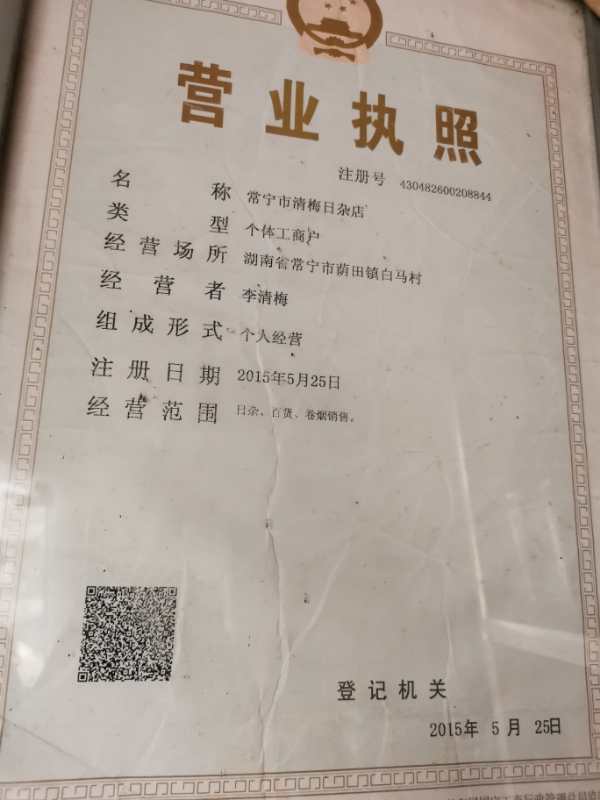 营业执照
注册号 430482600208844
名称 常宁市清梅日杂店
类型 个体工商户
经营场所 湖南省常宁市荫田镇白马村
经营者 李清梅
组成形式 个人经营
注册日期 2015年5月25日
经营范围 日杂、百货、卷烟销售。
登记机关
2015年 5 月 25日